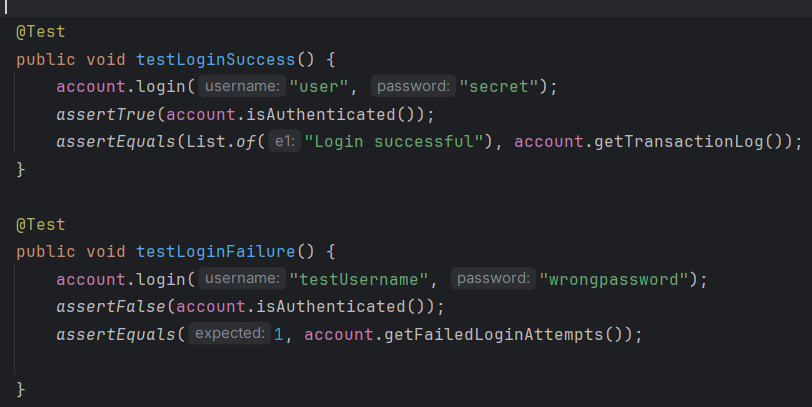 @Test
public void testLoginSuccess() {
    account.login( username: "user", password: "secret");
    assertTrue(account.isAuthenticated());
    assertEquals(List.of( e1: "Login successful"), account.getTransactionLog());
}
@Test
public void testLoginFailure() {
    account.login( username: "testUsername", password: "wrongpassword");
    assertFalse(account.isAuthenticated());
    assertEquals( expected: 1, account.getFailedLoginAttempts());
}